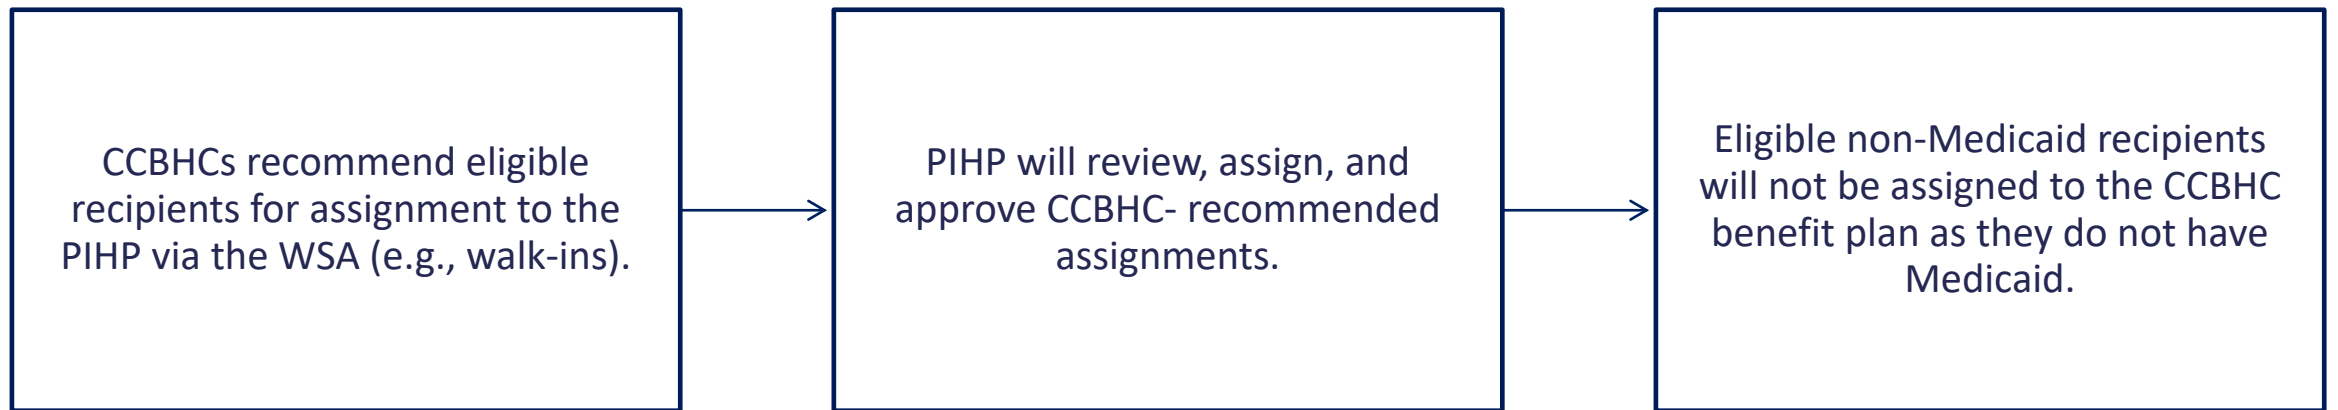 CCBHCs recommend eligible
recipients for assignment to the
PIHP via the WSA (e.g., walk-ins).
PIHP will review, assign, and
approve CCBHC- recommended
assignments.
Eligible non-Medicaid recipients
will not be assigned to the CCBHC
benefit plan as they do not have
Medicaid.